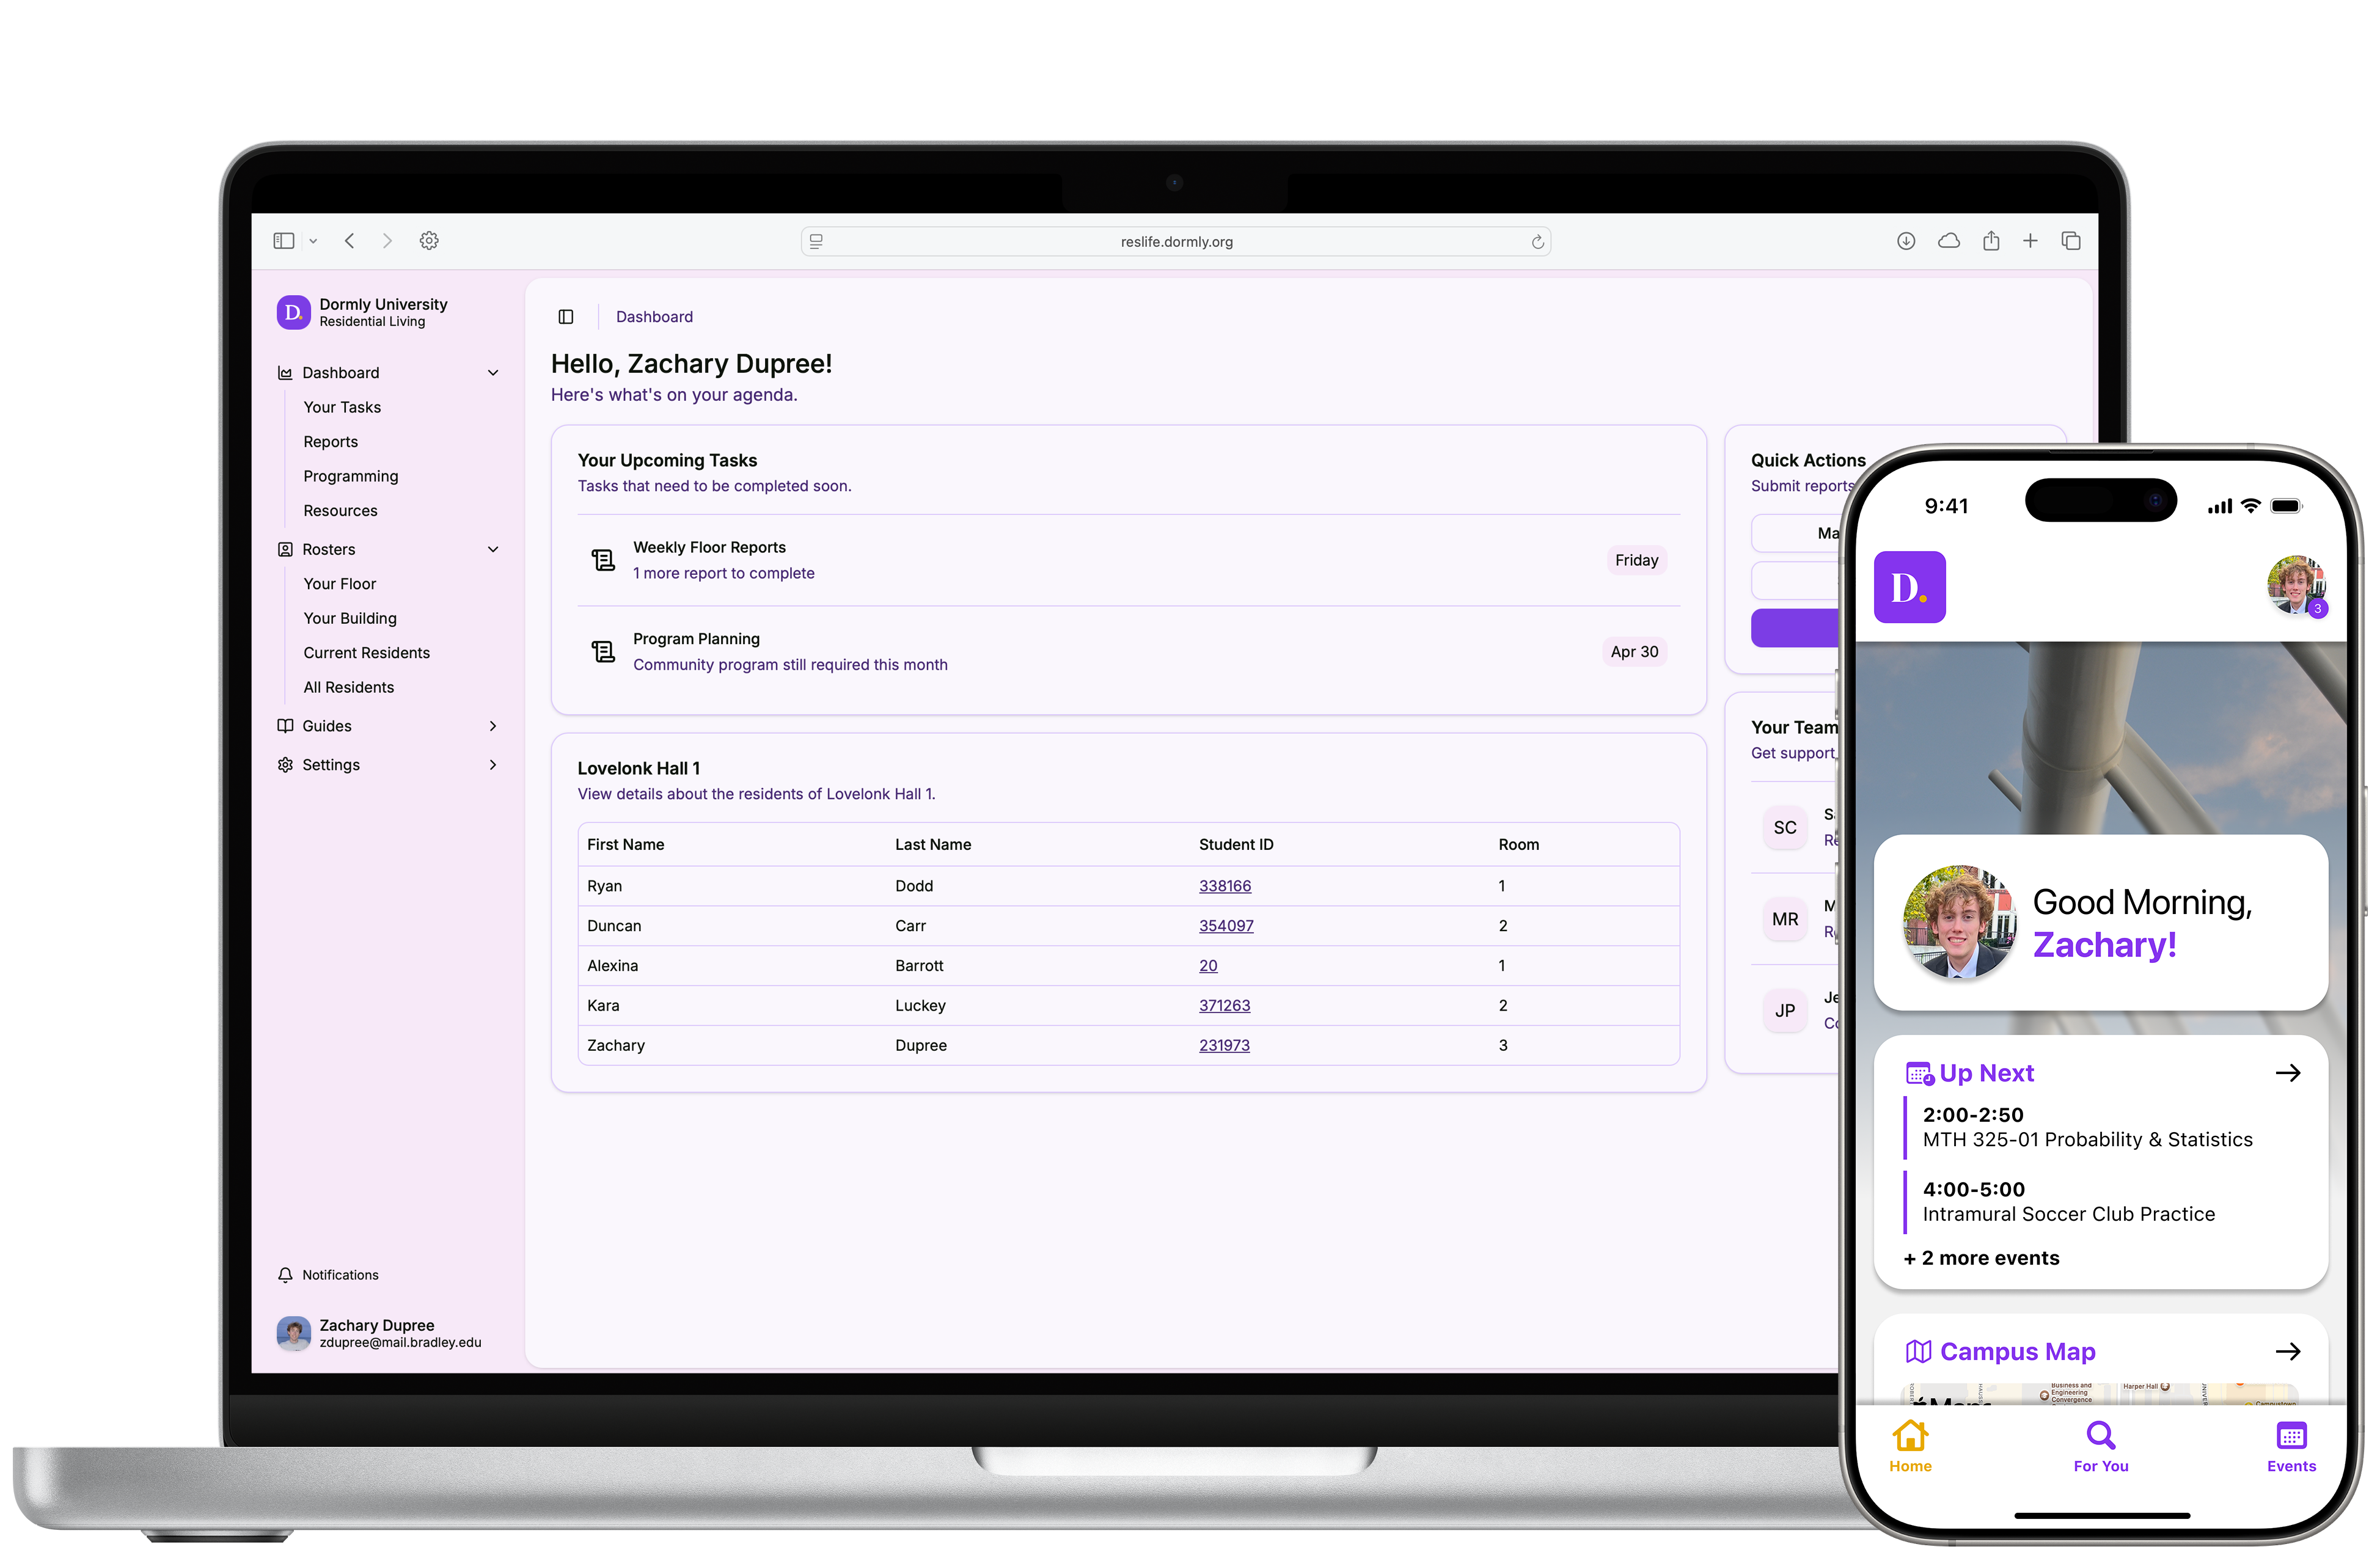 reslife.dormly.org
D.
Dormly University
Residential Living
Dashboard
Your Tasks
Reports
Programming
Resources
Rosters
Your Floor
Your Building
Current Residents
All Residents
Guides
Settings
Notifications
Zachary Dupree
zdupree@mail.bradley.edu
Dashboard
Hello, Zachary Dupree!
Here's what's on your agenda.
Your Upcoming Tasks
Tasks that need to be completed soon.
Weekly Floor Reports
1 more report to complete
Friday
Program Planning
Community program still required this month
Apr 30
Lovelonk Hall 1
View details about the residents of Lovelonk Hall 1.
First Name Last Name Student ID Room
Ryan Dodd 338166 1
Duncan Carr 354097 2
Alexina Barrott 20 1
Kara Luckey 371263 2
Zachary Dupree 231973 3
Quick Actions
Submit reports
Your Team
Get support
SC
MR
JP
9:41
D.
3
Good Morning,
Zachary!
Up Next
2:00-2:50
MTH 325-01 Probability & Statistics
4:00-5:00
Intramural Soccer Club Practice
+ 2 more events
Campus Map
Business and
Engineering
Convergence
Harper Hall
Home
For You
Events